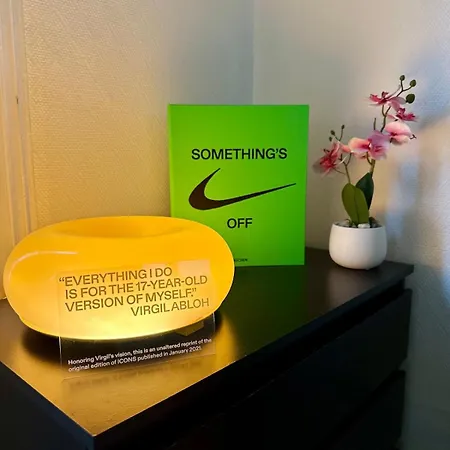 SOMETHING'S
OFF
“EVERYTHING I DO
IS FOR THE 17-YEAR-OLD
VERSION OF MYSELF.”
VIRGIL ABLOH
Honoring Virgil's vision, this is an unaltered reprint of the
original edition of ICONS published in January 2021.